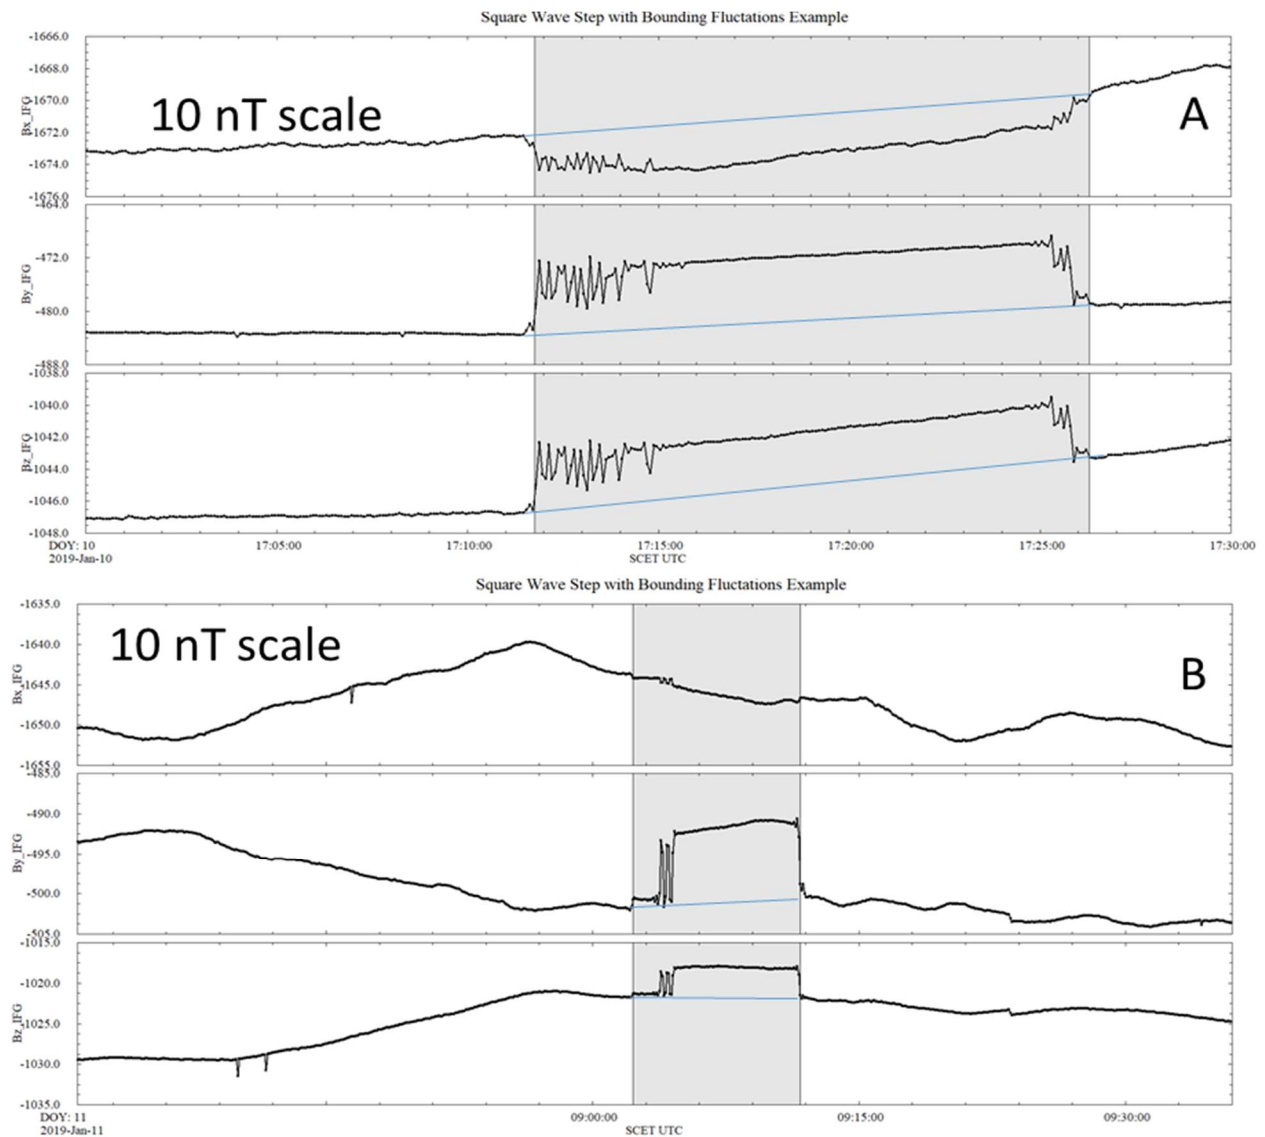 Square Wave Step with Bounding Fluctations Example
-1666.0
-1668.0
-1670.0
-1672.0
-1674.0
-1676.0
Bx_IFG
10 nT scale
A
-464.0
-472.0
-480.0
-488.0
By_IFG
-1038.0
-1040.0
-1042.0
-1044.0
-1046.0
-1048.0
Bz_IFG
DOY: 10 17:05:00 17:10:00 17:15:00 17:20:00 17:25:00 17:30:00
2019-Jan-10 SCET UTC
Square Wave Step with Bounding Fluctations Example
-1635.0
-1640.0
-1645.0
-1650.0
-1655.0
Bx_IFG
10 nT scale
B
-485.0
-490.0
-495.0
-500.0
-505.0
By_IFG
-1015.0
-1020.0
-1025.0
-1030.0
-1035.0
Bz_IFG
DOY: 11 09:00:00 09:15:00 09:30:00
2019-Jan-11 SCET UTC